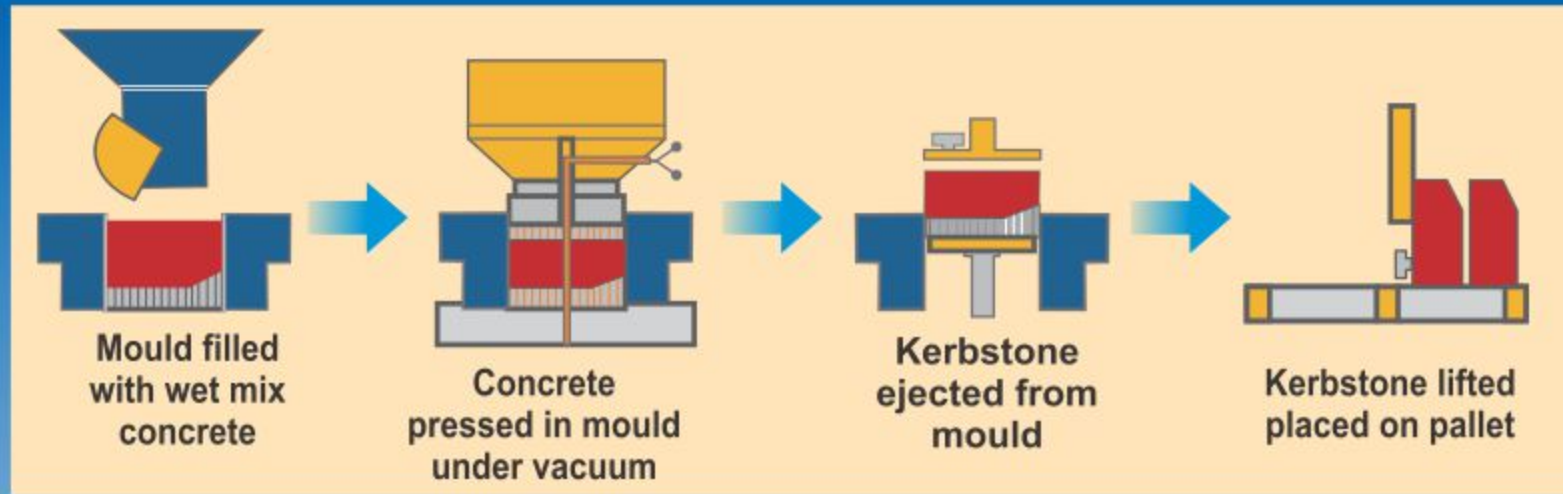 Mould filled
with wet mix
concrete
Concrete
pressed in mould
under vacuum
Kerbstone
ejected from
mould
Kerbstone lifted
placed on pallet